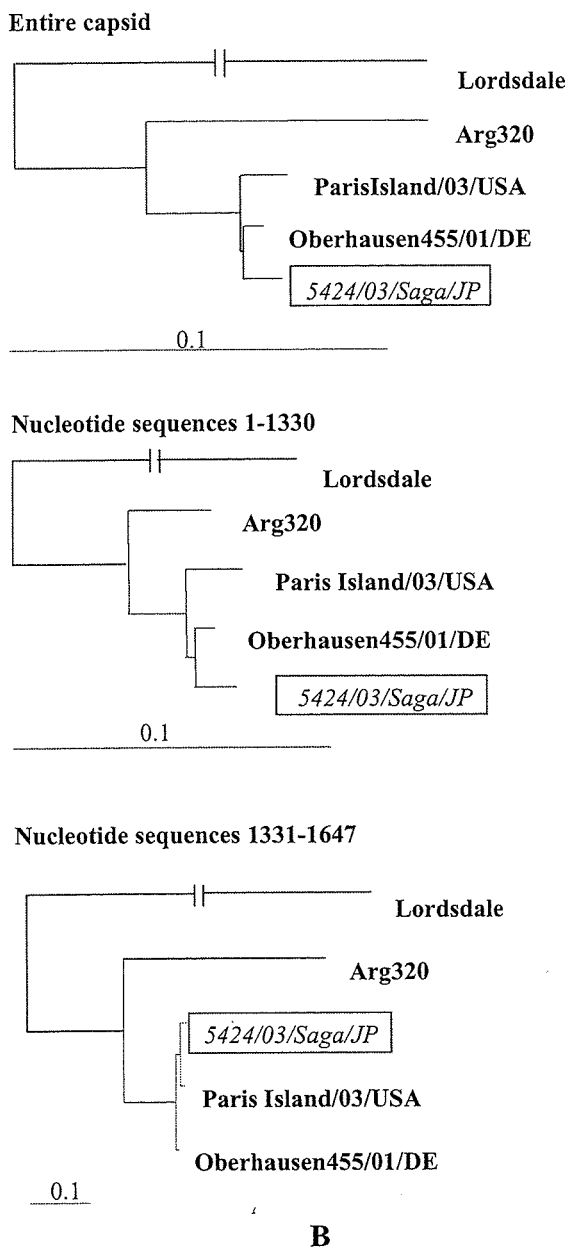 Entire capsid
Lordsdale
Arg320
ParisIsland/03/USA
Oberhausen455/01/DE
5424/03/Saga/JP
0.1
Nucleotide sequences 1-1330
Lordsdale
Arg320
Paris Island/03/USA
Oberhausen455/01/DE
5424/03/Saga/JP
0.1
Nucleotide sequences 1331-1647
Lordsdale
Arg320
5424/03/Saga/JP
Paris Island/03/USA
Oberhausen455/01/DE
0.1
B